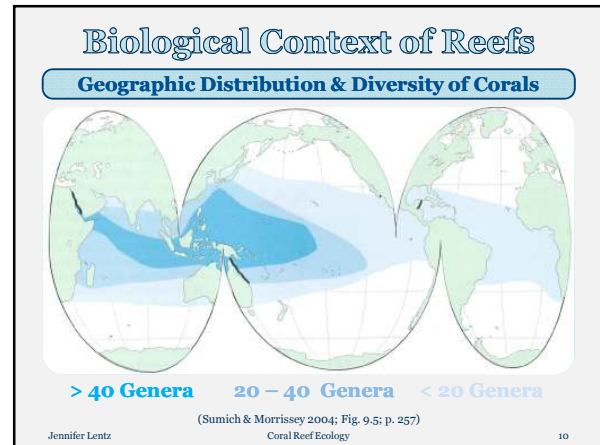 Biological Context of Reefs
Geographic Distribution & Diversity of Corals
> 40 Genera 20 – 40 Genera < 20 Genera
(Sumich & Morrissey 2004; Fig. 9.5; p. 257)
Jennifer Lentz Coral Reef Ecology 10